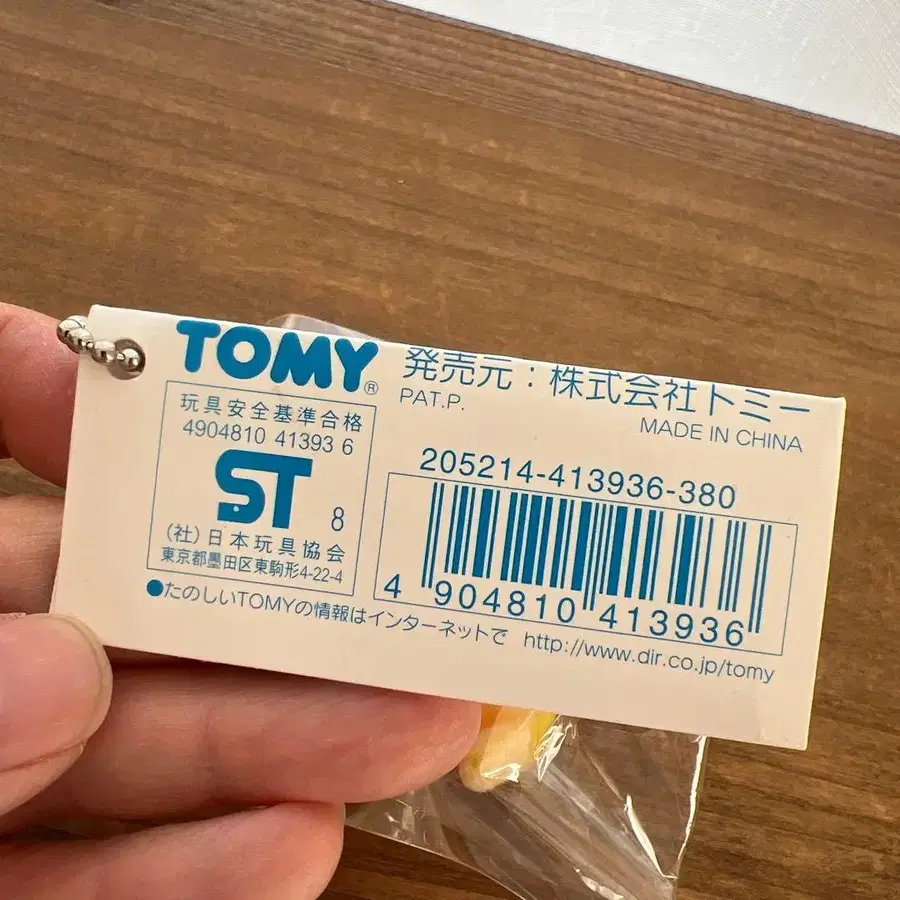 TOMY®
発売元：株式会社トミー
PAT.P.
MADE IN CHINA
玩具安全基準合格
4904810 41393 6
ST 8
(社)日本玩具協会
東京都墨田区東駒形4-22-4
205214-413936-380
4 904810 413936
●たのしいTOMYの情報はインターネットで http://www.dir.co.jp/tomy